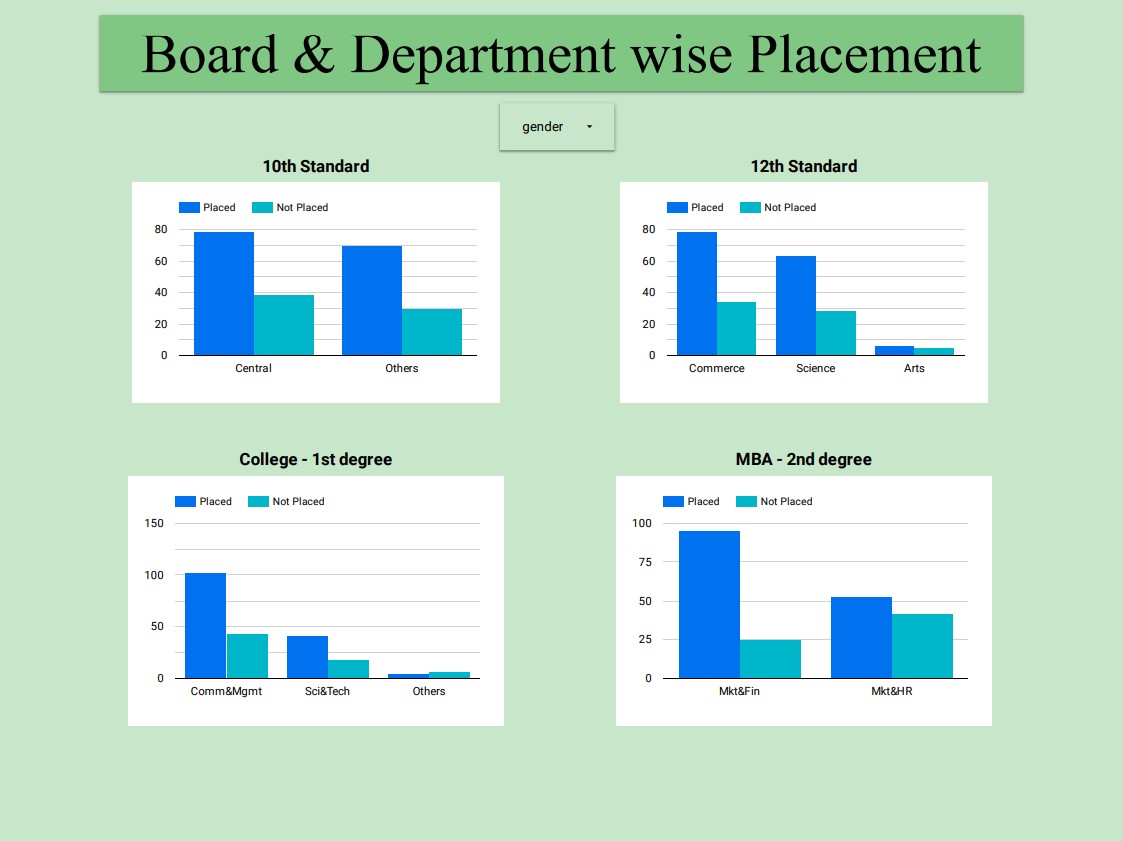 Board & Department wise Placement
gender
10th Standard
Placed Not Placed
80
60
40
20
0
Central Others
12th Standard
Placed Not Placed
80
60
40
20
0
Commerce Science Arts
College - 1st degree
Placed Not Placed
150
100
50
0
Comm&Mgmt Sci&Tech Others
MBA - 2nd degree
Placed Not Placed
100
75
50
25
0
Mkt&Fin Mkt&HR